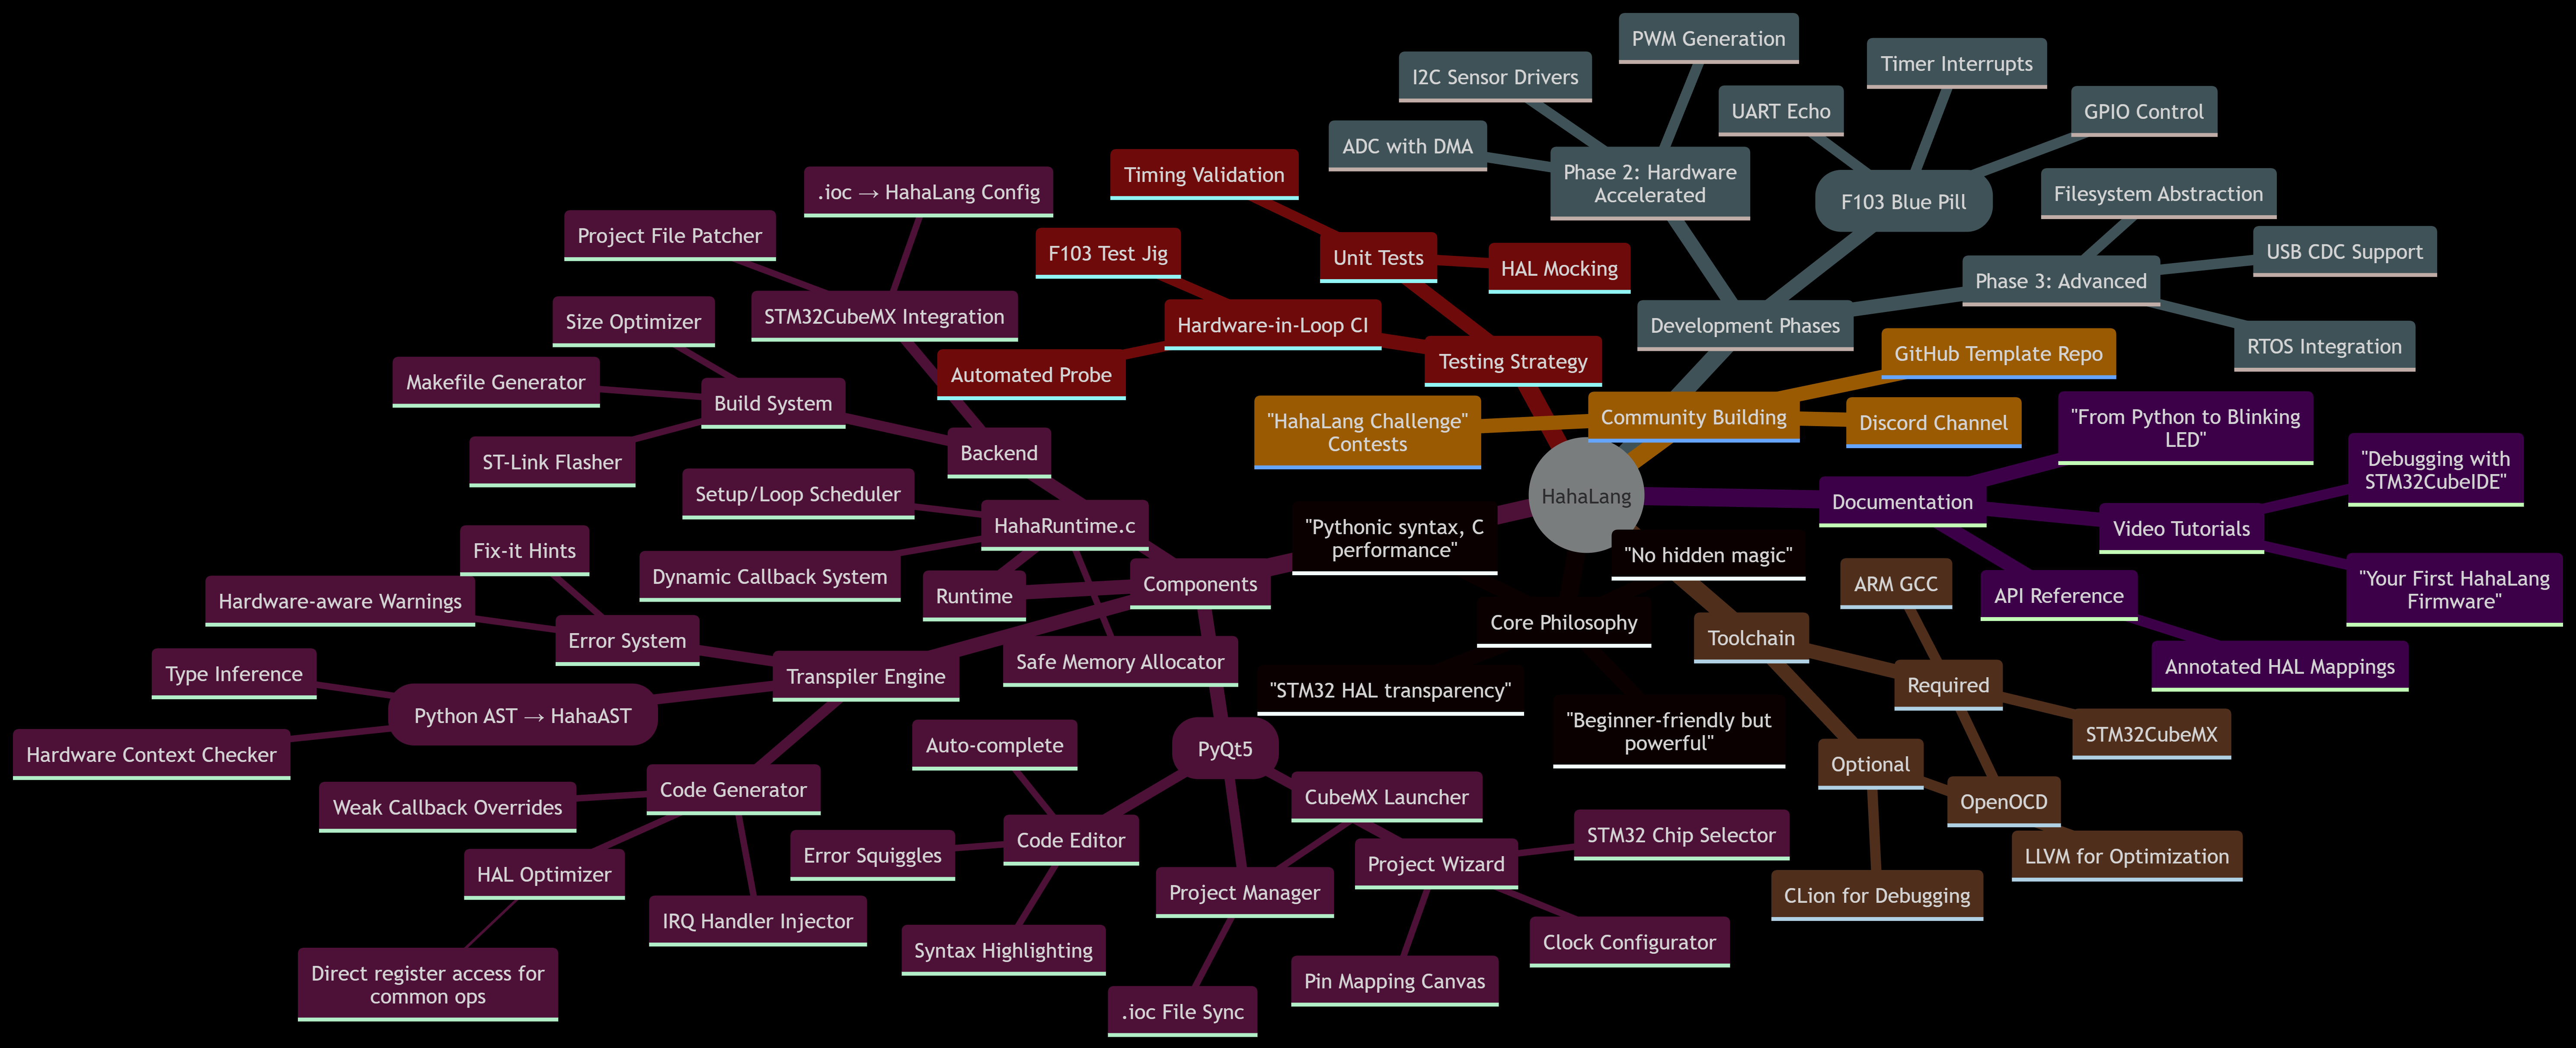 PWM Generation
Timer Interrupts
I2C Sensor Drivers
UART Echo
GPIO Control
ADC with DMA
Phase 2: Hardware
Accelerated
F103 Blue Pill
Filesystem Abstraction
USB CDC Support
Phase 3: Advanced
Development Phases
RTOS Integration
Timing Validation
Unit Tests
HAL Mocking
F103 Test Jig
Hardware-in-Loop CI
Testing Strategy
Automated Probe
GitHub Template Repo
"HahaLang Challenge"
Contests
Community Building
Discord Channel
HahaLang
"From Python to Blinking
LED"
"Debugging with
STM32CubeIDE"
Documentation
Video Tutorials
API Reference
"Your First HahaLang
Firmware"
Annotated HAL Mappings
.ioc → HahaLang Config
Project File Patcher
STM32CubeMX Integration
Size Optimizer
Makefile Generator
Build System
ST-Link Flasher
Backend
Setup/Loop Scheduler
HahaRuntime.c
Dynamic Callback System
Runtime
Components
Safe Memory Allocator
"Pythonic syntax, C
performance"
"No hidden magic"
Core Philosophy
"STM32 HAL transparency"
"Beginner-friendly but
powerful"
ARM GCC
Toolchain
Required
STM32CubeMX
Optional
OpenOCD
LLVM for Optimization
CLion for Debugging
Fix-it Hints
Hardware-aware Warnings
Error System
Transpiler Engine
Type Inference
Python AST → HahaAST
Hardware Context Checker
Code Generator
Weak Callback Overrides
HAL Optimizer
IRQ Handler Injector
Direct register access for
common ops
PyQt5
Auto-complete
Code Editor
Error Squiggles
Syntax Highlighting
CubeMX Launcher
Project Manager
.ioc File Sync
Project Wizard
STM32 Chip Selector
Clock Configurator
Pin Mapping Canvas